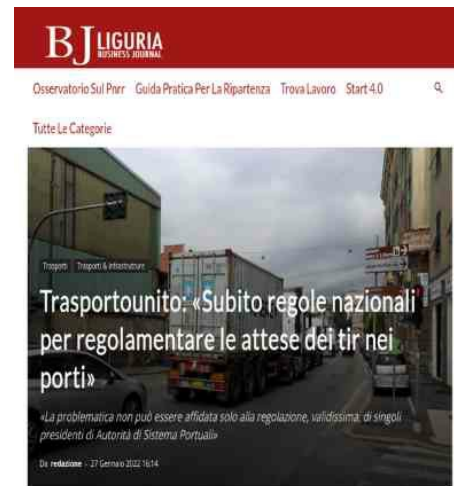 BJ LIGURIA
BUSINESS JOURNAL
Osservatorio Sul Pnrr Guida Pratica Per La Ripartenza Trova Lavoro Start 4.0
Tutte Le Categorie
Trasporti Trasporti & Infrastrutture
Trasportounito: «Subito regole nazionali
per regolamentare le attese dei tir nei
porti»
«La problematica non può essere affidata solo alla regolazione, validissima, di singoli
presidenti di Autorità di Sistema Portuali»
Da redazione - 27 Gennaio 2022 16:14